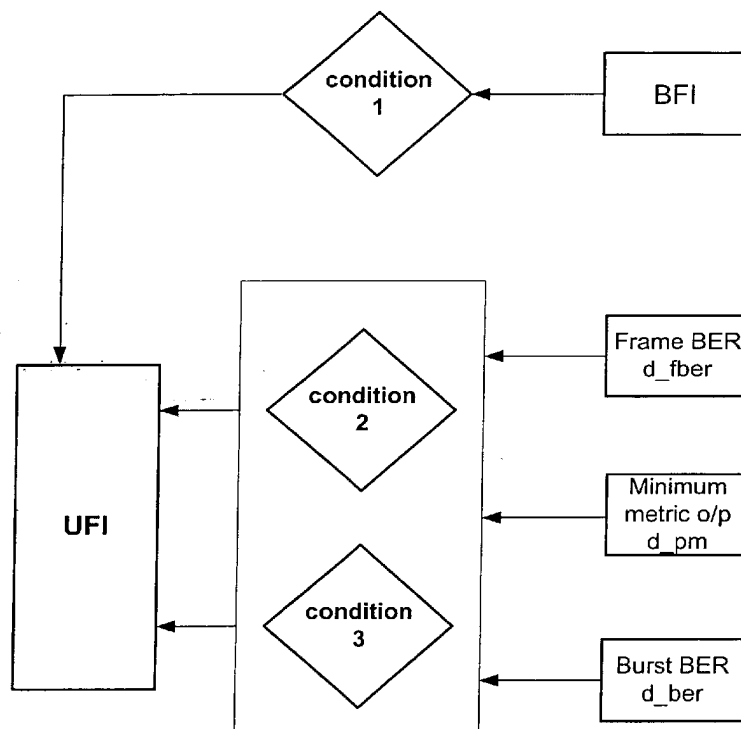 condition
1
BFI
Frame BER
d_fber
condition
2
UFI
Minimum
metric o/p
d_pm
condition
3
Burst BER
d_ber